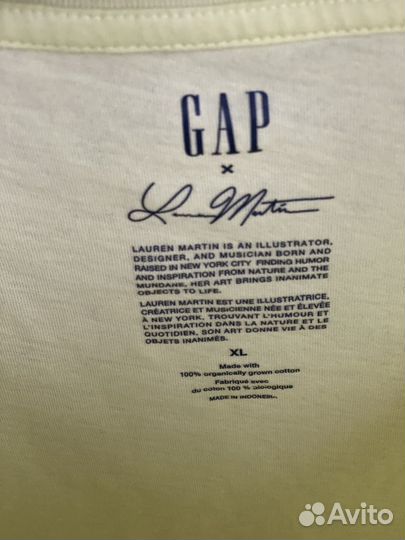 GAP
×
Lauren Martin
LAUREN MARTIN IS AN ILLUSTRATOR,
DESIGNER, AND MUSICIAN BORN AND
RAISED IN NEW YORK CITY FINDING HUMOR
AND INSPIRATION FROM NATURE AND THE
MUNDANE, HER ART BRINGS INANIMATE
OBJECTS TO LIFE.
LAUREN MARTIN EST UNE ILLUSTRATRICE,
CRÉATRICE ET MUSICIENNE NÉE ET ÉLEVÉE
À NEW YORK, TROUVANT L'HUMOUR ET
L'INSPIRATION DANS LA NATURE ET LE
QUOTIDIEN, SON ART DONNE VIE À DES
OBJETS INANIMÉS.
XL
Made with
100% organically grown cotton
Fabriqué avec
du coton 100 % biologique
MADE IN INDONESI
Avito